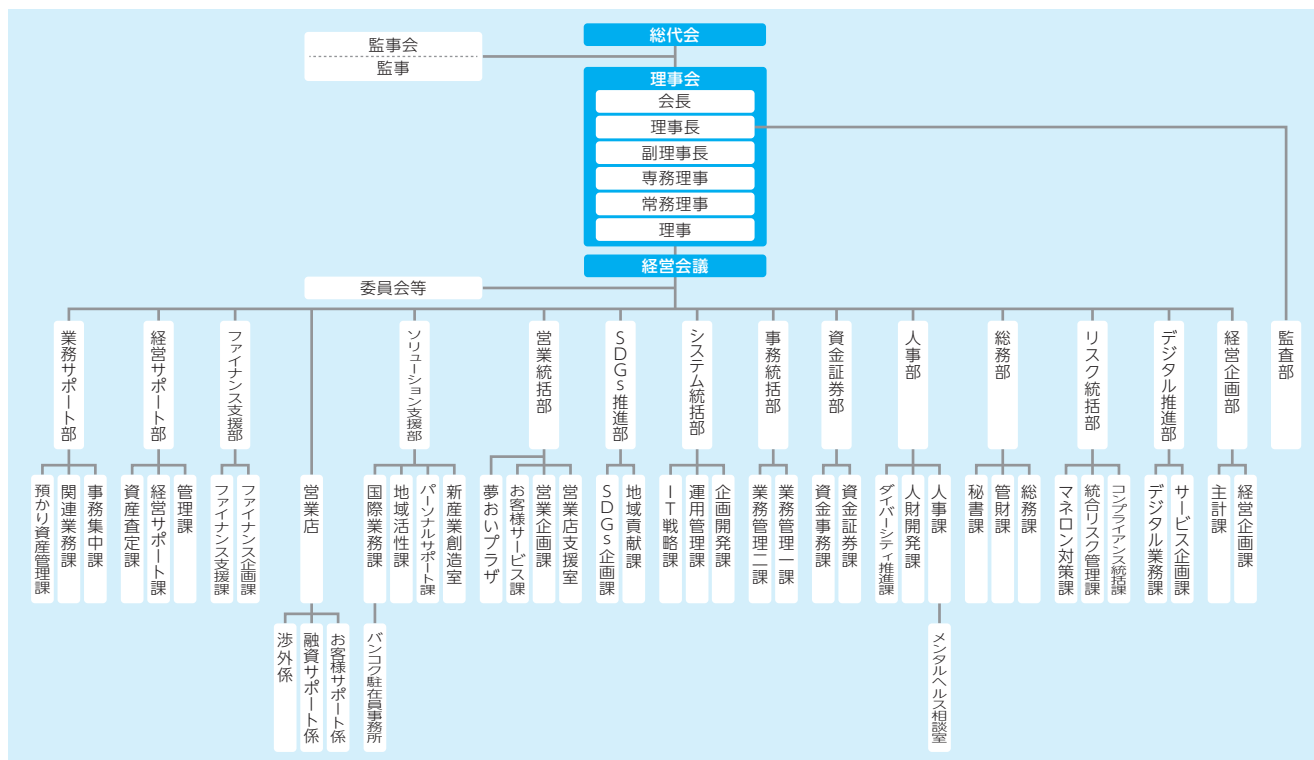 総代会
監事会
監事
理事会
会長
理事長
副理事長
専務理事
常務理事
理事
経営会議
委員会等
業務サポート部
経営サポート部
ファイナンス支援部
ソリューション支援部
営業統括部
SDGs推進部
システム統括部
事務統括部
資金証券部
人事部
総務部
リスク統括部
デジタル推進部
経営企画部
監査部
預かり資産管理課
関連業務課
事務集中課
資産査定課
経営サポート課
管理課
ファイナンス支援課
ファイナンス企画課
営業店
国際業務課
地域活性課
パーソナルサポート課
新産業創造室
夢おいプラザ
お客様サービス課
営業企画課
営業店支援室
SDGs企画課
地域貢献課
IT戦略課
運用管理課
企画開発課
業務管理二課
業務管理一課
資金事務課
資金証券課
ダイバーシティ推進課
人財開発課
人事課
秘書課
管財課
総務課
マネロン対策課
統合リスク管理課
コンプライアンス統括課
デジタル業務課
サービス企画課
主計課
経営企画課
渉外係
融資サポート係
お客様サポート係
バンコク駐在員事務所
メンタルヘルス相談室